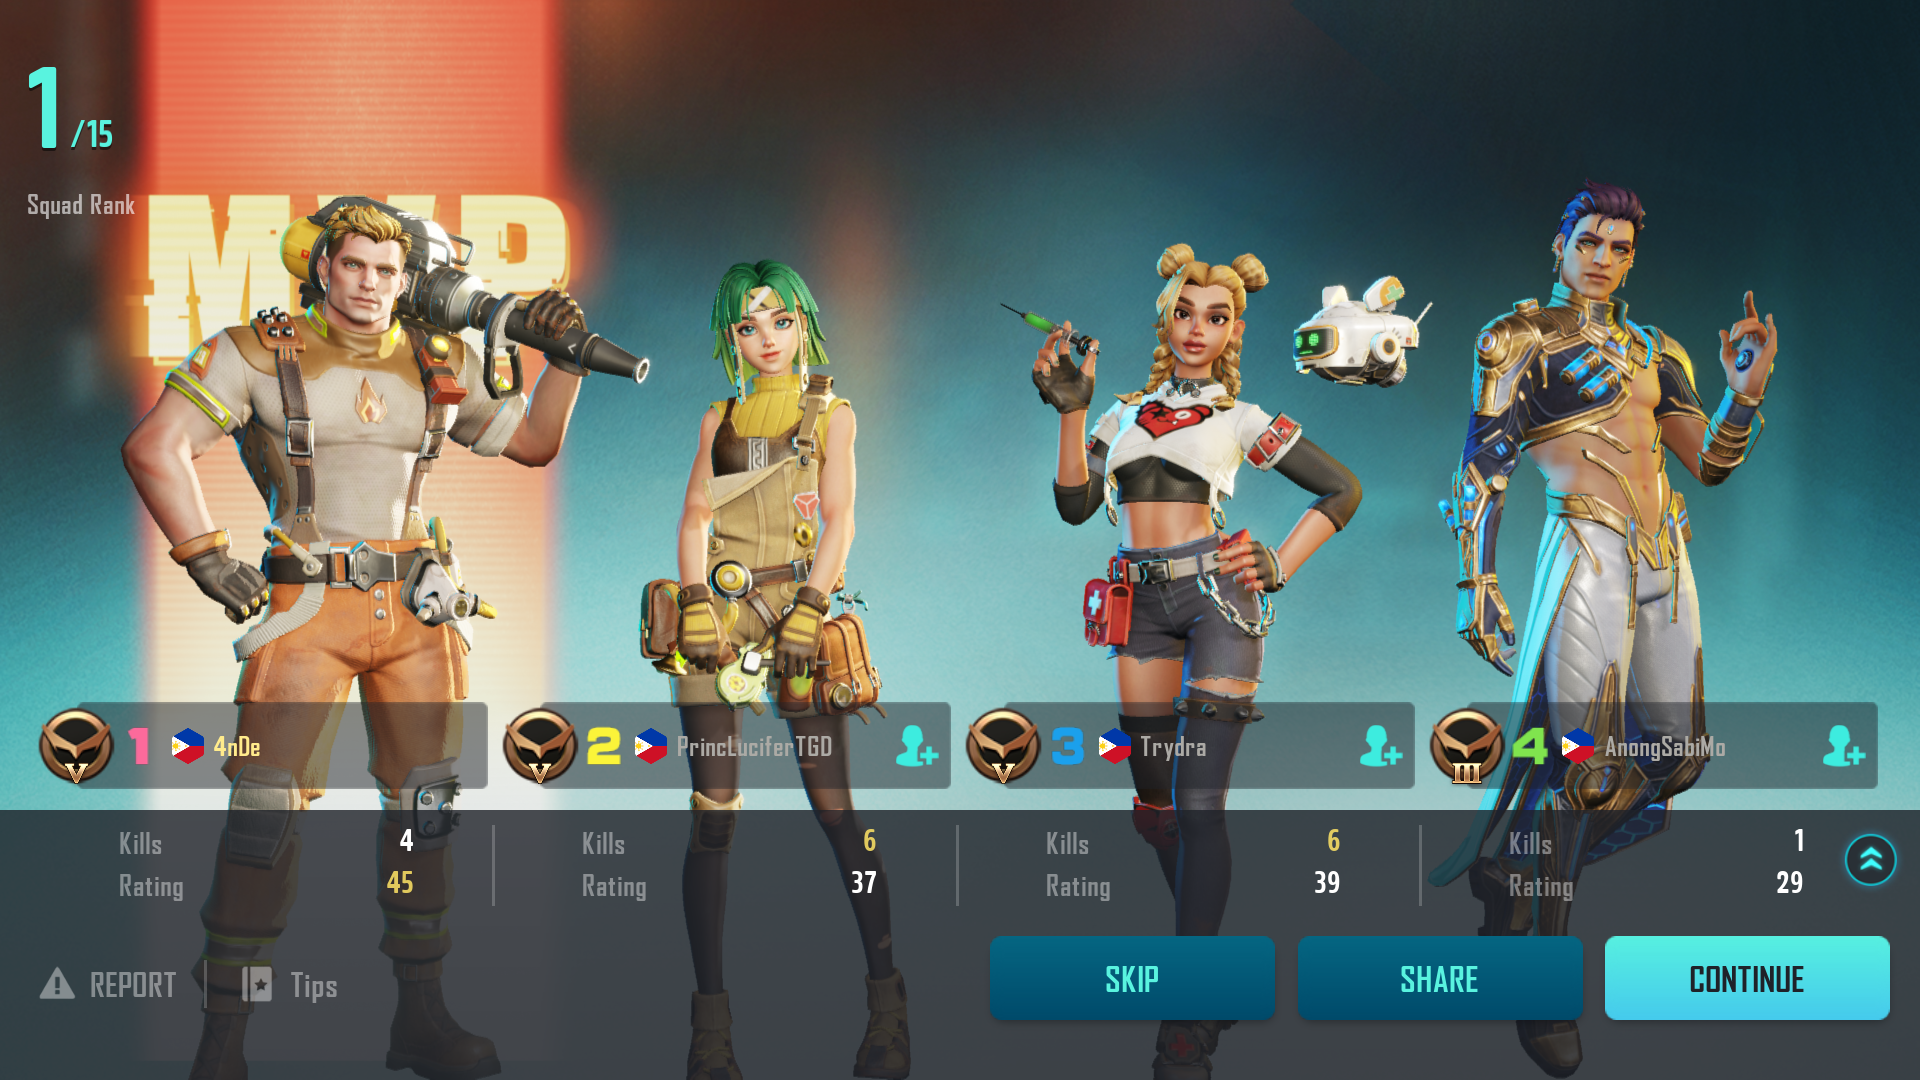 1/15
Squad Rank
MVP
V 1 4nDe
V 2 PrincLuciferTGD
V 3 Trydra
III 4 AnongSabiMo
Kills 4
Rating 45
Kills 6
Rating 37
Kills 6
Rating 39
Kills 1
Rating 29
REPORT
Tips
SKIP
SHARE
CONTINUE